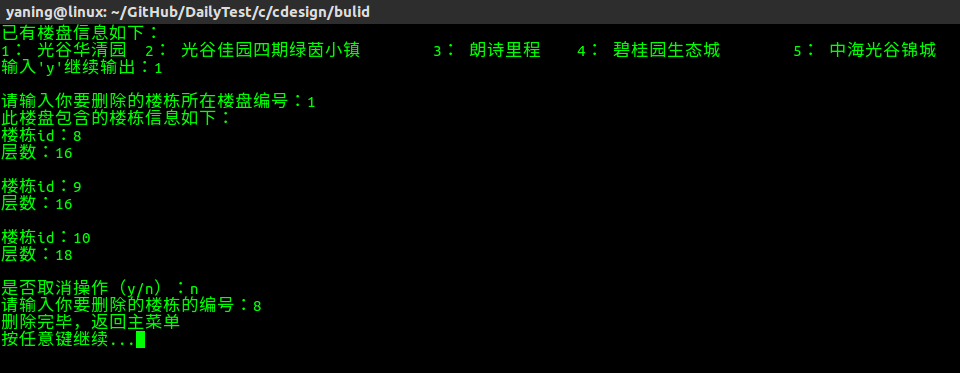 yaning@linux: ~/GitHub/DailyTest/c/cdesign/bulid
已有楼盘信息如下：
1： 光谷华清园  2： 光谷佳园四期绿茵小镇  3： 朗诗里程  4： 碧桂园生态城  5： 中海光谷锦城
输入'y'继续输出：1
请输入你要删除的楼栋所在楼盘编号：1
此楼盘包含的楼栋信息如下：
楼栋id：8
层数：16
楼栋id：9
层数：16
楼栋id：10
层数：18
是否取消操作（y/n）：n
请输入你要删除的楼栋的编号：8
删除完毕，返回主菜单
按任意键继续...